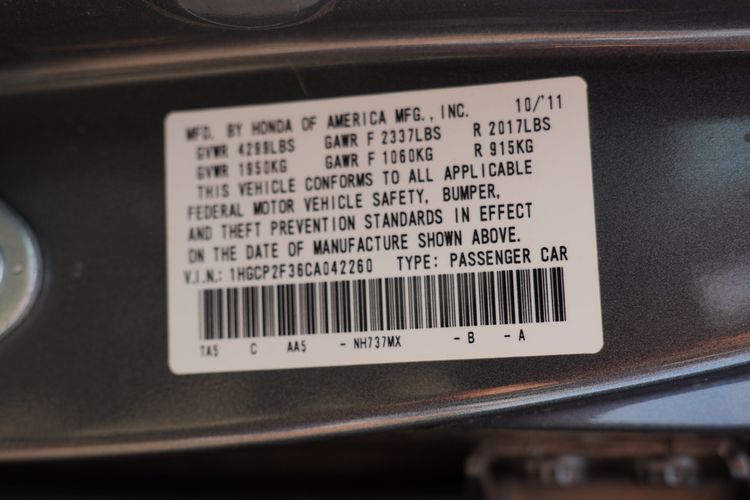 MFD. BY HONDA OF AMERICA MFG., INC. 10/'11
GVWR 4299LBS GAWR F 2337LBS R 2017LBS
GVWR 1950KG GAWR F 1060KG R 915KG
THIS VEHICLE CONFORMS TO ALL APPLICABLE
FEDERAL MOTOR VEHICLE SAFETY, BUMPER,
AND THEFT PREVENTION STANDARDS IN EFFECT
ON THE DATE OF MANUFACTURE SHOWN ABOVE.
V.I.N.: 1HGCP2F36CA042260 TYPE: PASSENGER CAR
TA5 C AA5 - NH737MX - B - A